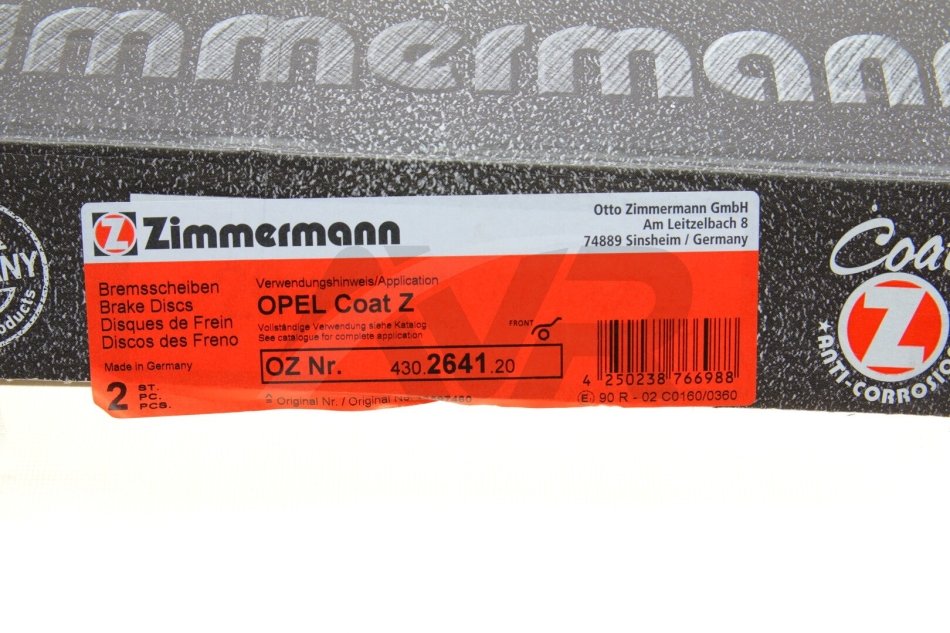 Zimmermann
Zimmermann
Otto Zimmermann GmbH
Am Leitzelbach 8
74889 Sinsheim / Germany
Bremsscheiben
Brake Discs
Disques de Frein
Discos del Freno
Made in Germany
2 ST.
PC.
PCS.
Verwendungshinweis/Application
OPEL Coat Z
Vollständige Verwendung siehe Katalog
See catalogue for complete application
FRONT
OZ Nr. 430.2641.20
Original Nr. / Original
4 250238 766988
E1 90 R - 02 C0160/0360
Coat
Z
ANTI-CORROSION